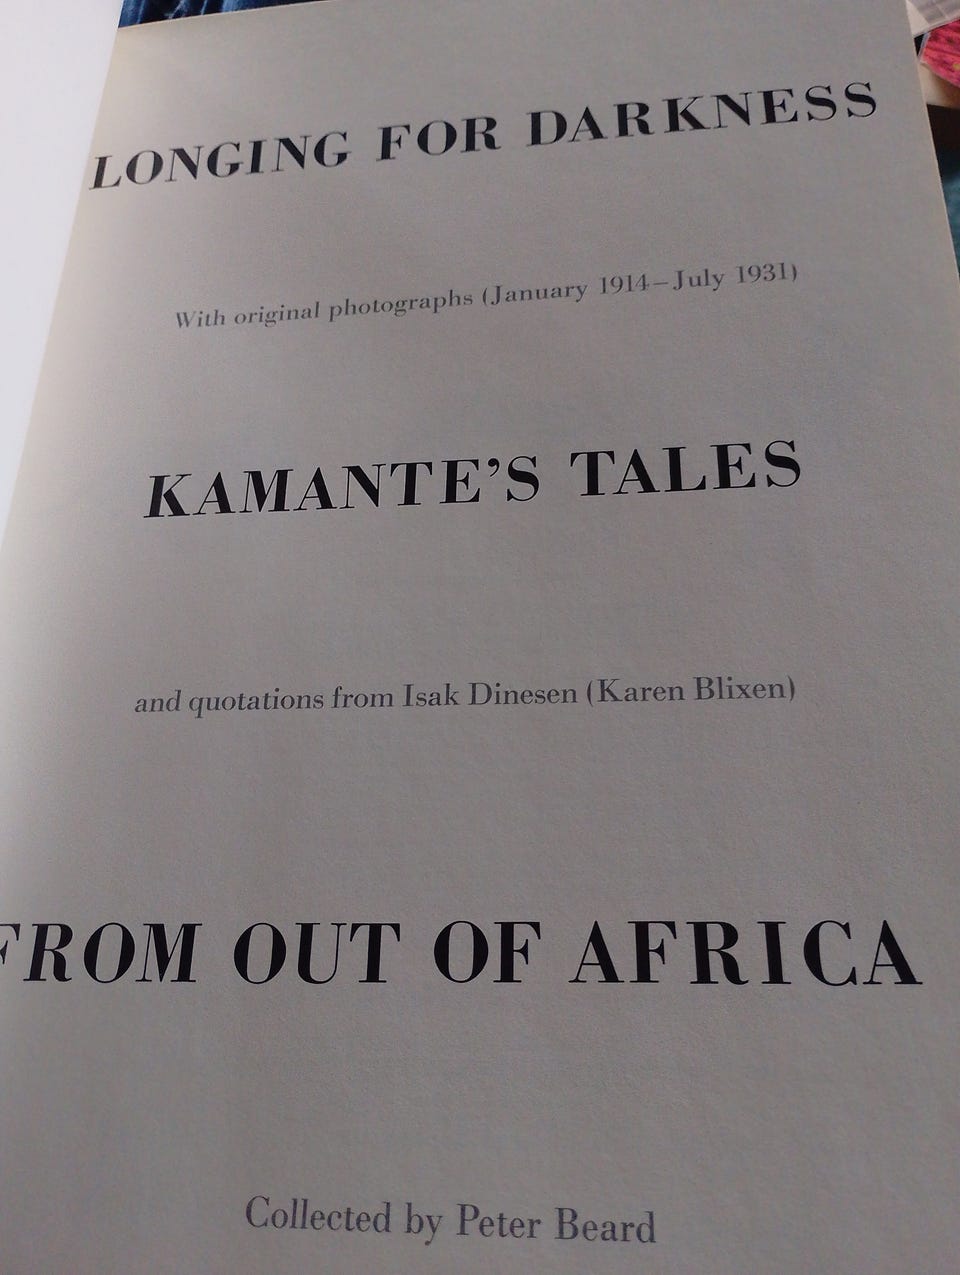 LONGING FOR DARKNESS
With original photographs (January 1914–July 1931)
KAMANTE'S TALES
and quotations from Isak Dinesen (Karen Blixen)
FROM OUT OF AFRICA
Collected by Peter Beard